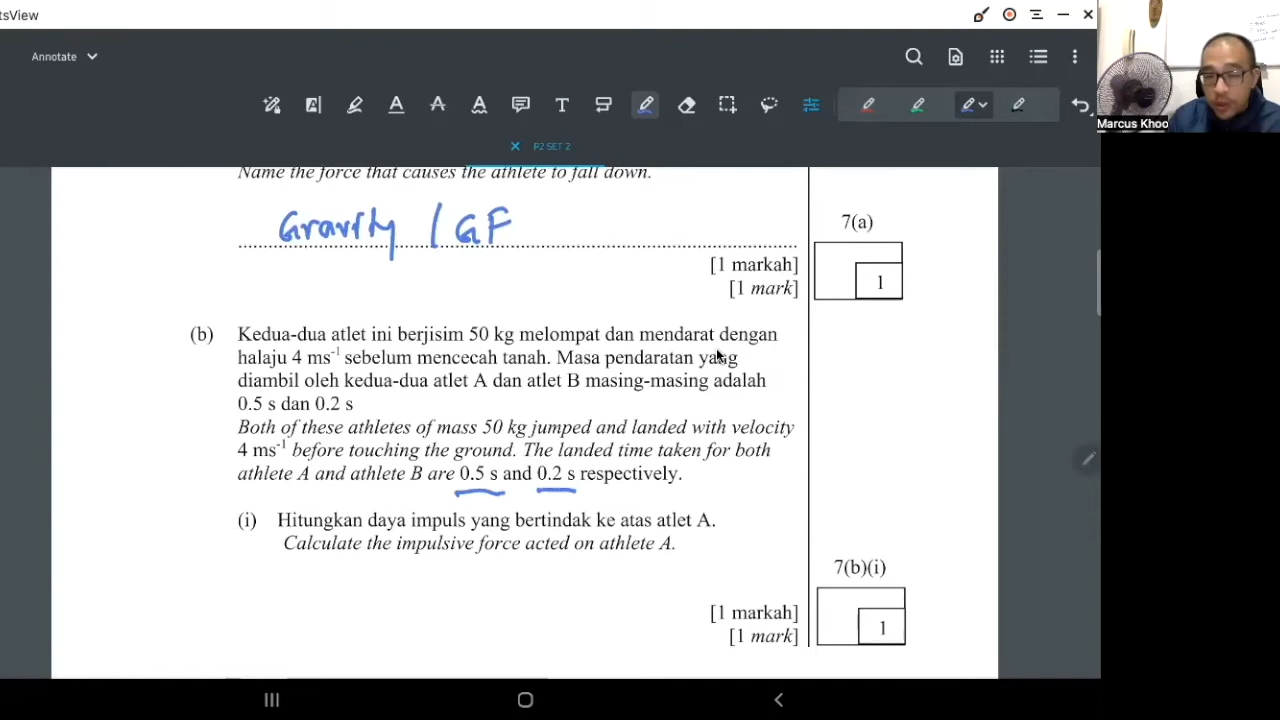 tsView
Annotate
Marcus Khoo
P2 SET 2
Name the force that causes the athlete to fall down.
Gravity / GF
7(a)
[1 markah]
[1 mark]
1
(b) Kedua-dua atlet ini berjisim 50 kg melompat dan mendarat dengan
halaju 4 ms-1 sebelum mencecah tanah. Masa pendaratan yang
diambil oleh kedua-dua atlet A dan atlet B masing-masing adalah
0.5 s dan 0.2 s
Both of these athletes of mass 50 kg jumped and landed with velocity
4 ms-1 before touching the ground. The landed time taken for both
athlete A and athlete B are 0.5 s and 0.2 s respectively.
(i) Hitungkan daya impuls yang bertindak ke atas atlet A.
Calculate the impulsive force acted on athlete A.
7(b)(i)
[1 markah]
[1 mark]
1